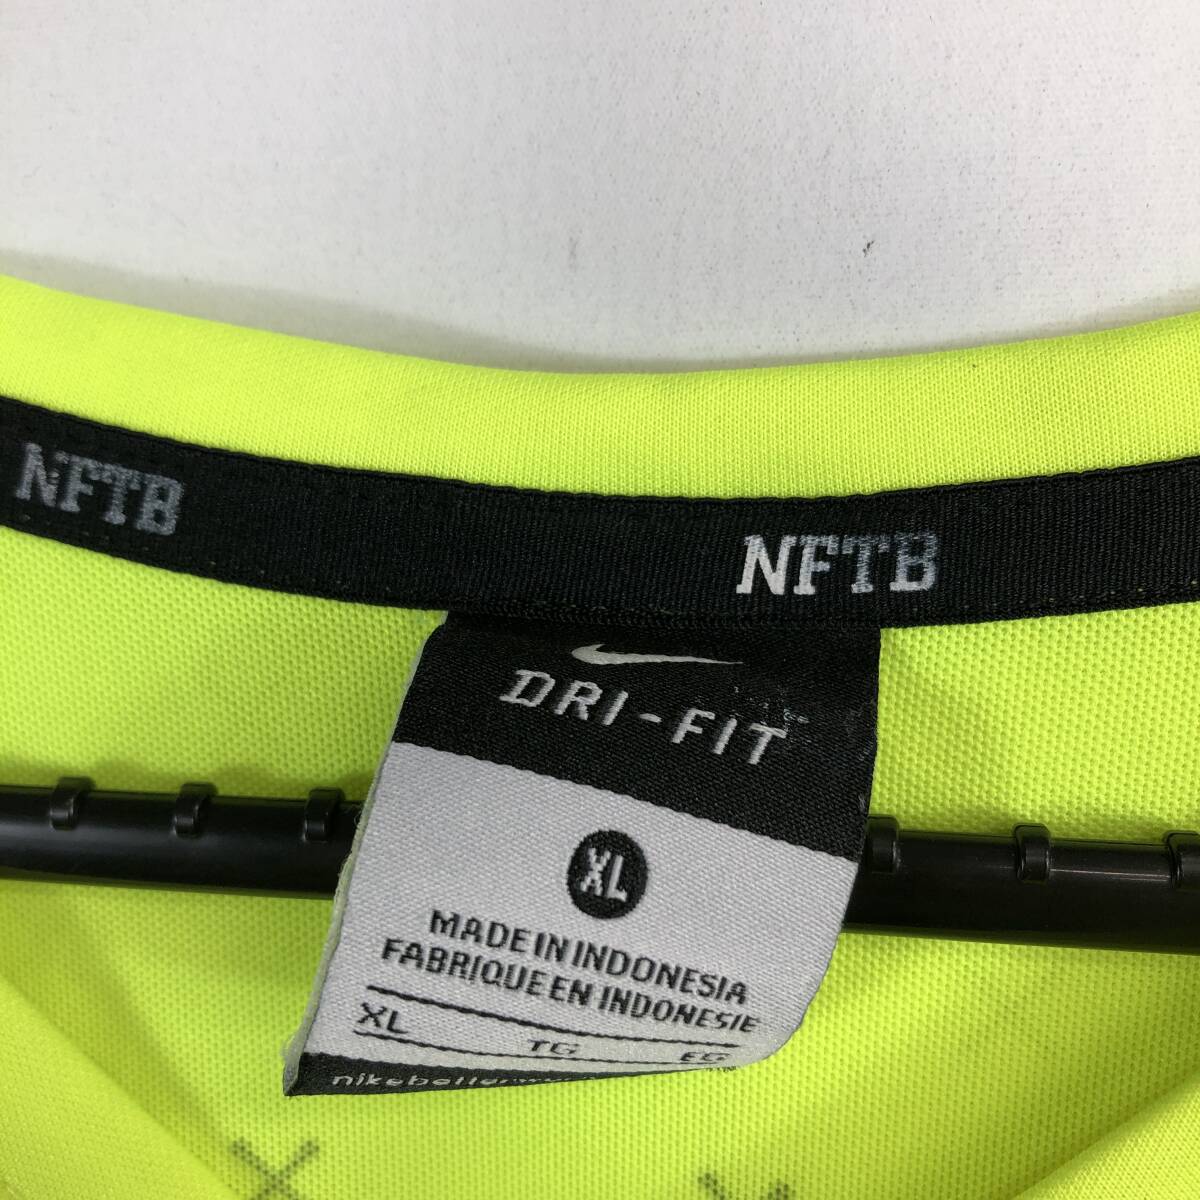 NFTB
NFTB
DRI-FIT
XL
MADE IN INDONESIA
FABRIQUE EN INDONESIE
XL TG EG